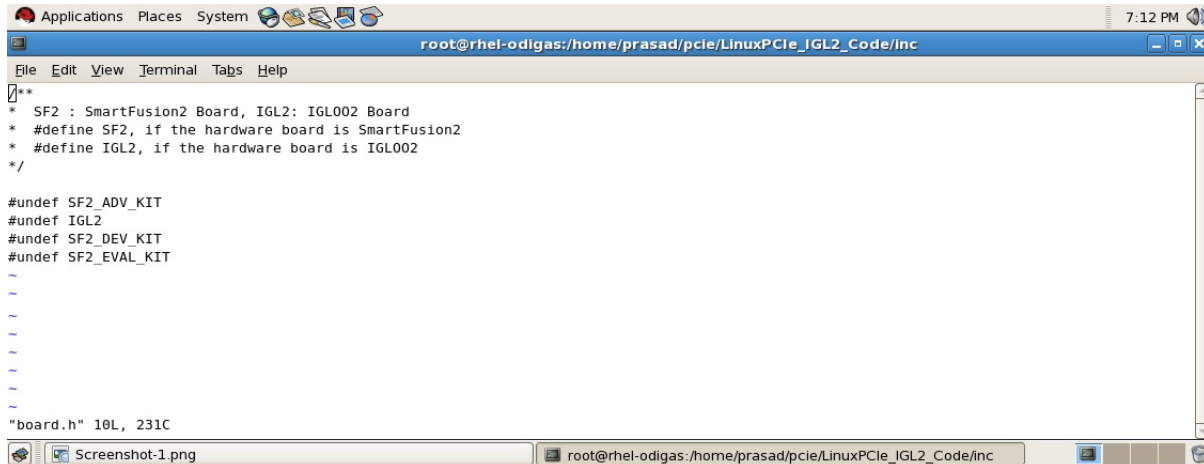 Applications Places System 7:12 PM
root@rhel-odigas:/home/prasad/pcie/LinuxPCIe_IGL2_Code/inc
File Edit View Terminal Tabs Help
/**
*  SF2 : SmartFusion2 Board, IGL2: IGLOO2 Board
*  #define SF2, if the hardware board is SmartFusion2
*  #define IGL2, if the hardware board is IGLOO2
*/
#undef SF2_ADV_KIT
#undef IGL2
#undef SF2_DEV_KIT
#undef SF2_EVAL_KIT
~
~
~
~
~
~
~
~
"board.h" 10L, 231C
Screenshot-1.png root@rhel-odigas:/home/prasad/pcie/LinuxPCIe_IGL2_Code/inc